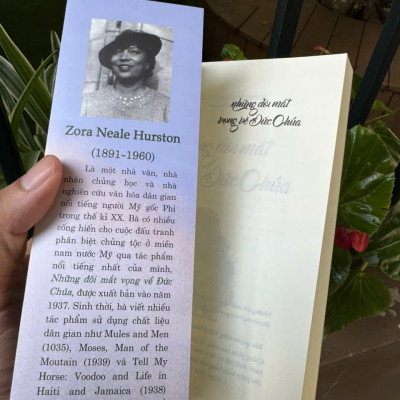 Zora Neale Hurston
(1891-1960)
Là một nhà văn, nhà
nhân chủng học và nhà
nghiên cứu văn hóa dân gian
nổi tiếng người Mỹ gốc Phi
trong thế kỉ XX. Bà có nhiều
cống hiến cho cuộc đấu tranh
phân biệt chủng tộc ở miền
nam nước Mỹ qua tác phẩm
nổi tiếng nhất của mình,
Những đôi mắt vọng về Đức
Chúa, được xuất bản vào năm
1937. Sinh thời, bà viết nhiều
tác phẩm sử dụng chất liệu
dân gian như Mules and Men
(1035), Moses, Man of the
Moutain (1939) và Tell My
Horse: Voodoo and Life in
Haiti and Jamaica (1938)
những đôi mắt
vọng về Đức Chúa